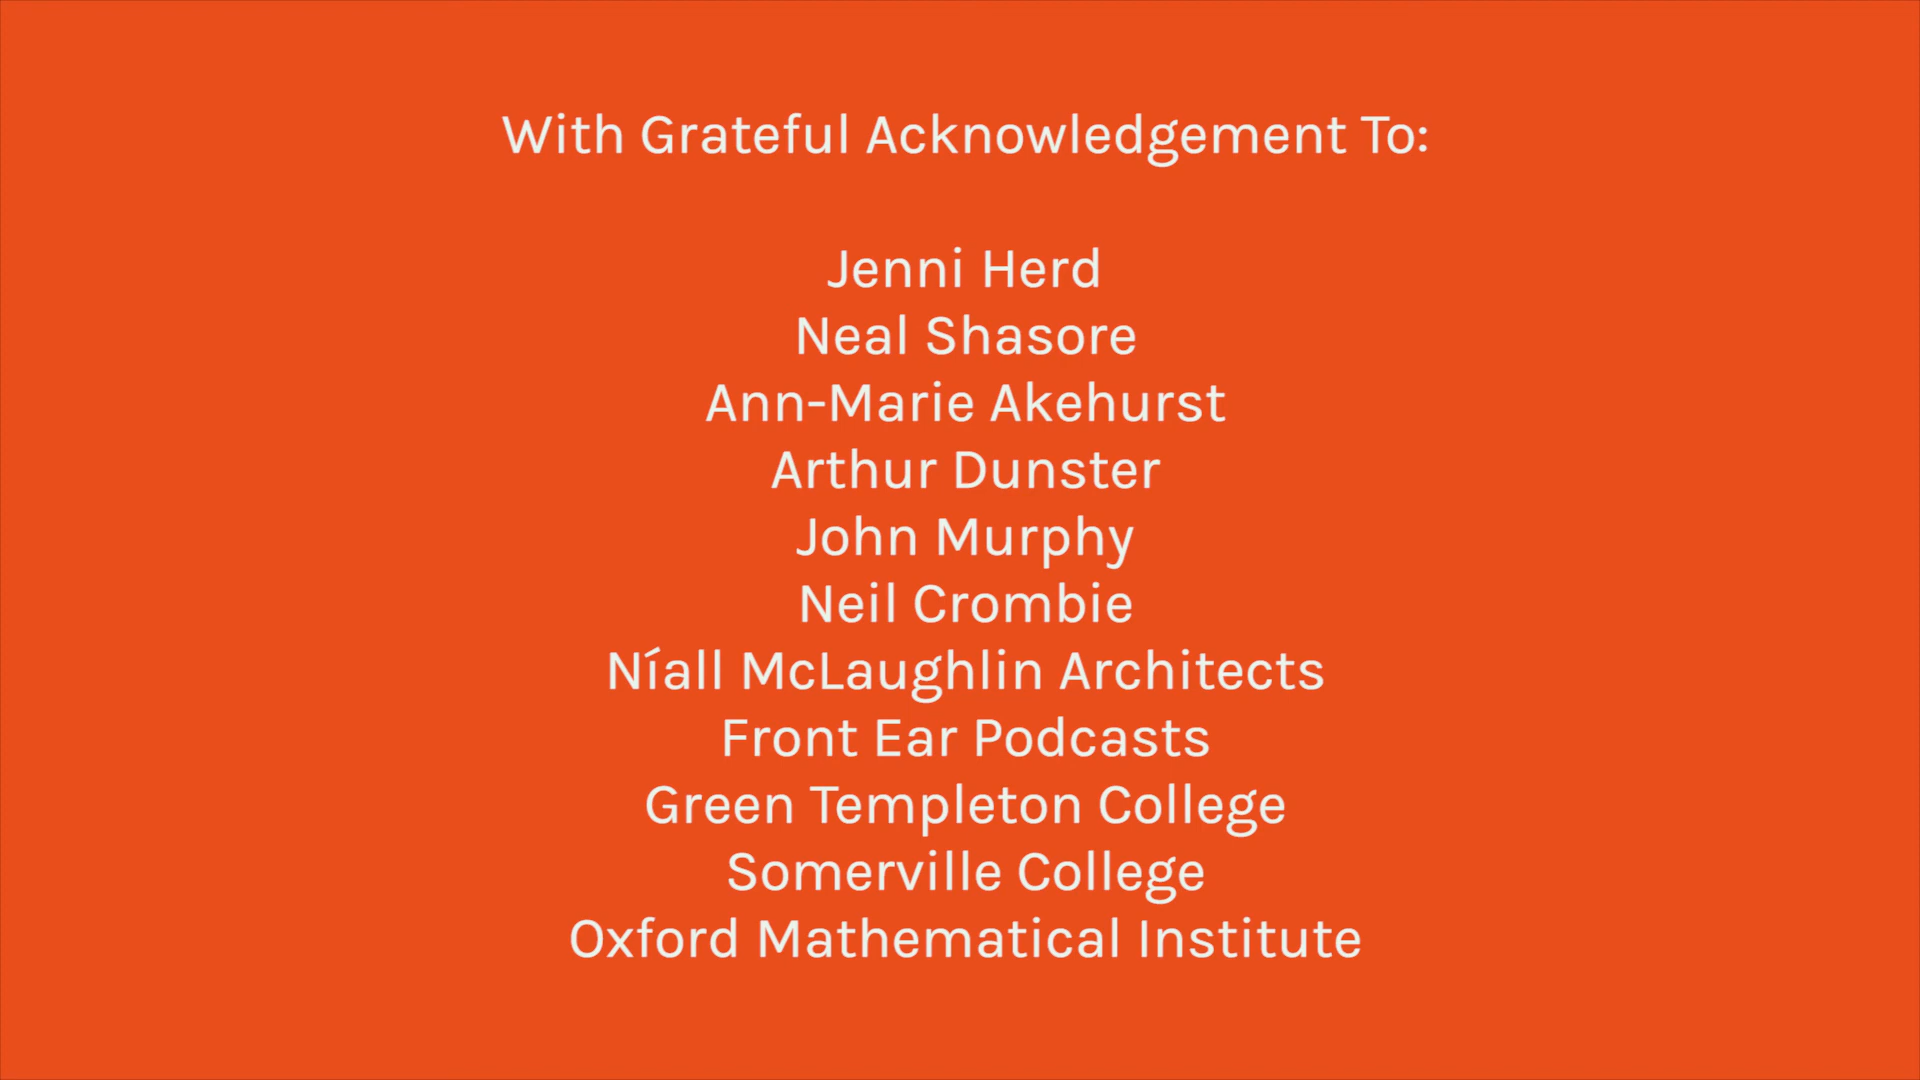 With Grateful Acknowledgement To:
Jenni Herd
Neal Shasore
Ann-Marie Akehurst
Arthur Dunster
John Murphy
Neil Crombie
Níall McLaughlin Architects
Front Ear Podcasts
Green Templeton College
Somerville College
Oxford Mathematical Institute